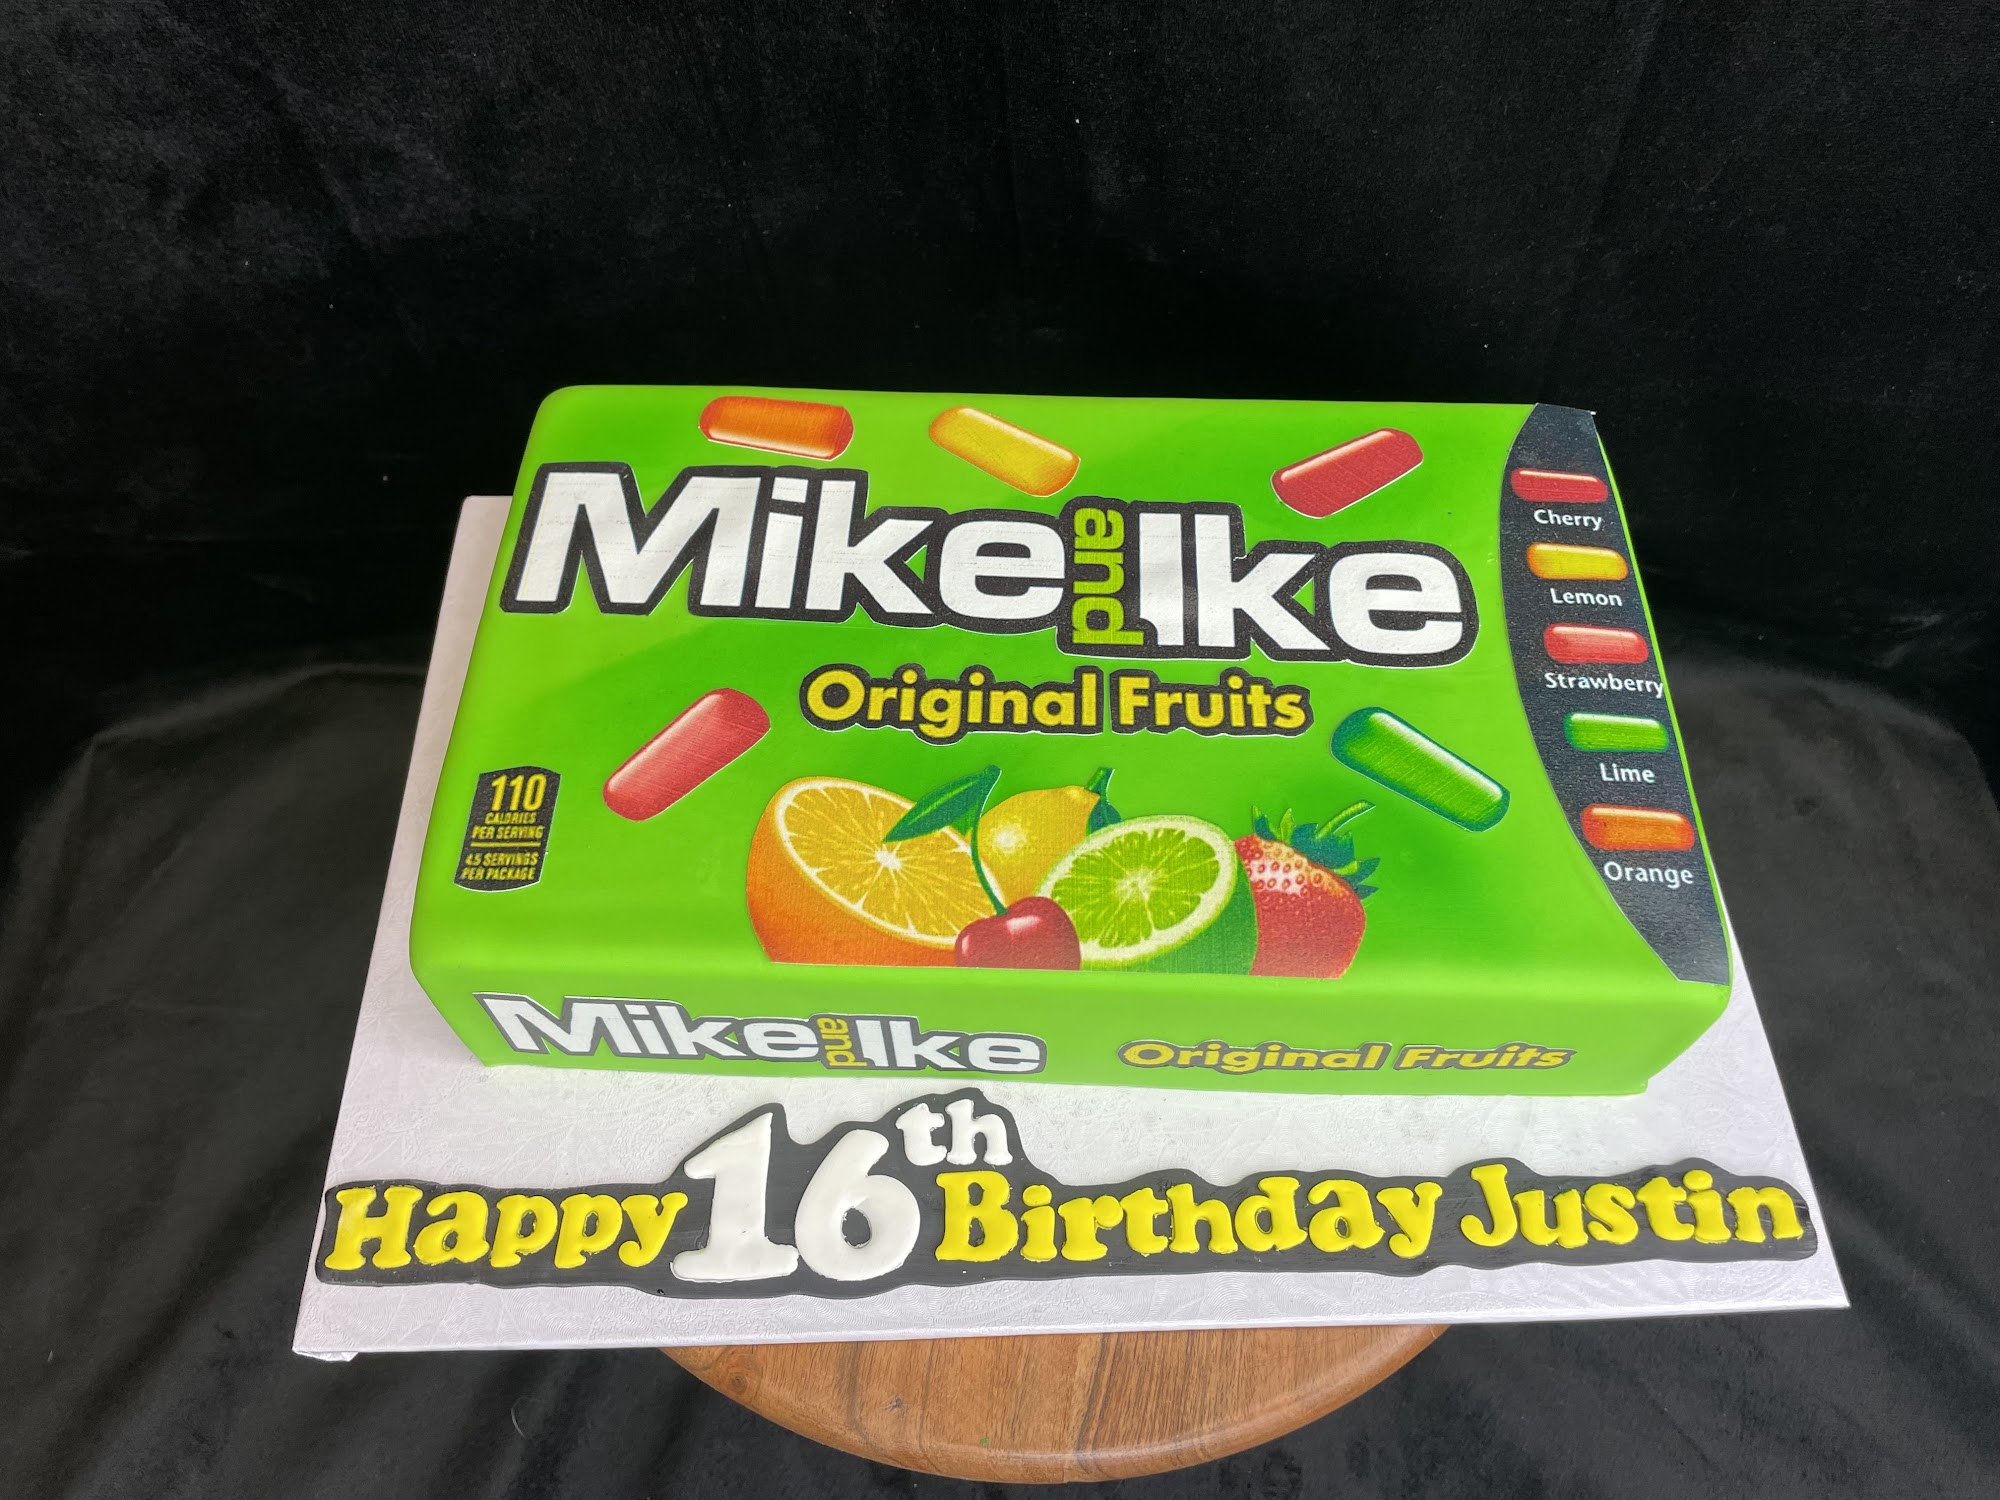 Mike and Ike
Original Fruits
Cherry
Lemon
Strawberry
Lime
Orange
110
CALORIES
PER SERVING
4.5 SERVINGS
PER PACKAGE
Mike and Ike
Original Fruits
Happy 16th Birthday Justin